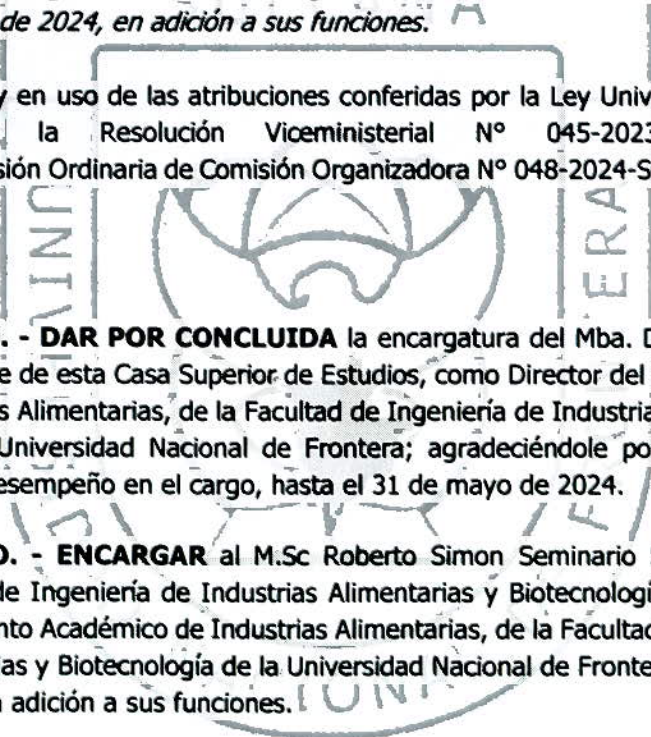 de 2024, en adición a sus funciones.
y en uso de las atribuciones conferidas por la Ley Univ
la Resolución Viceministerial N° 045-2023
sión Ordinaria de Comisión Organizadora N° 048-2024-S
. - DAR POR CONCLUIDA la encargatura del Mba. D
e de esta Casa Superior de Estudios, como Director del
s Alimentarias, de la Facultad de Ingeniería de Industria
Universidad Nacional de Frontera; agradeciéndole po
esempeño en el cargo, hasta el 31 de mayo de 2024.
O. - ENCARGAR al M.Sc Roberto Simon Seminario
de Ingeniería de Industrias Alimentarias y Biotecnologí
nto Académico de Industrias Alimentarias, de la Facultad
ias y Biotecnología de la Universidad Nacional de Fronte
adición a sus funciones.